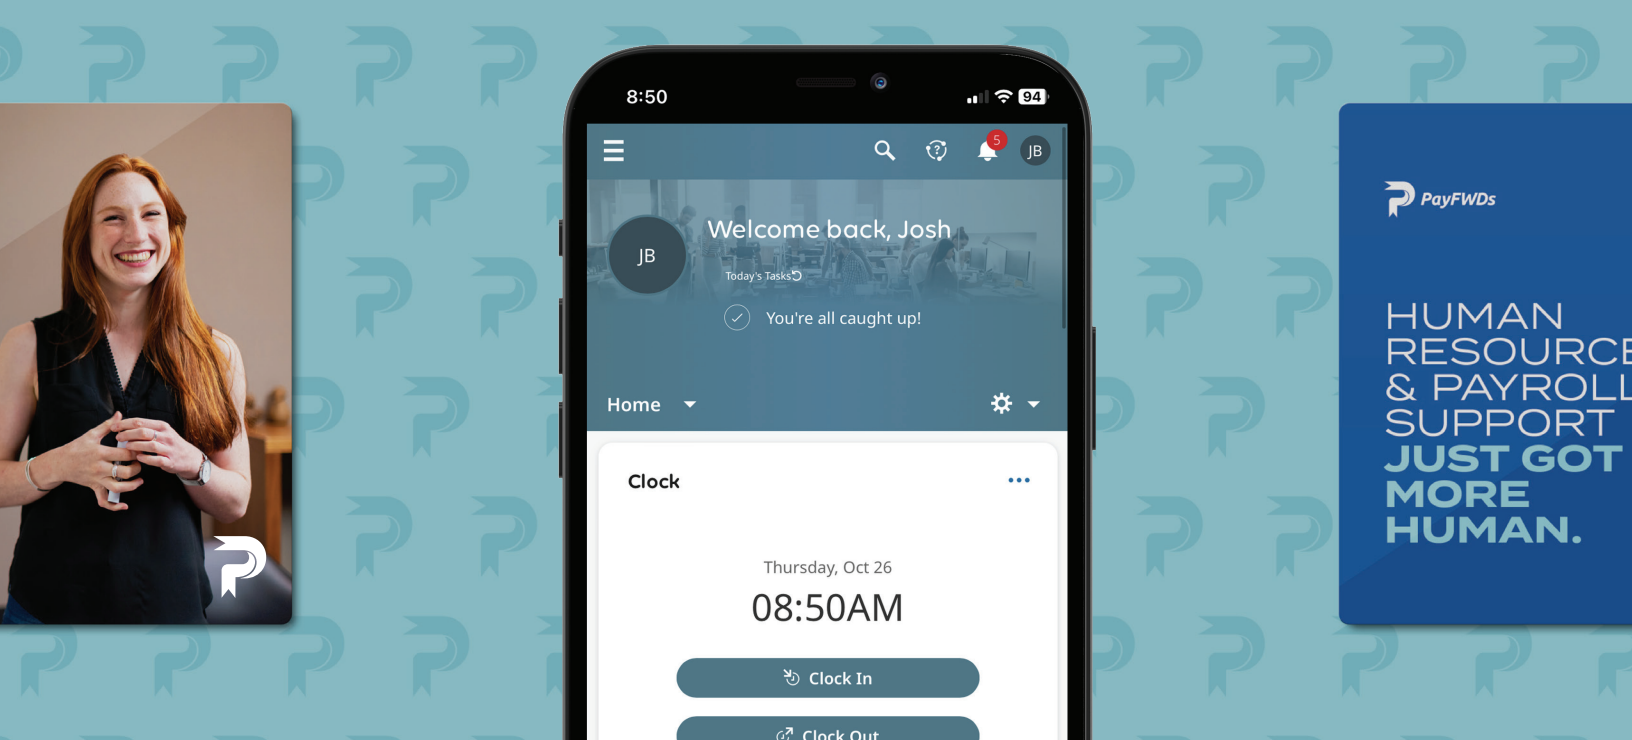 8:50
94
5
JB
JB
Welcome back, Josh
Today's Tasks
You're all caught up!
Home
Clock
Thursday, Oct 26
08:50AM
Clock In
Clock Out
PayFWDs
HUMAN
RESOURCE
& PAYROLL
SUPPORT
JUST GOT
MORE
HUMAN.